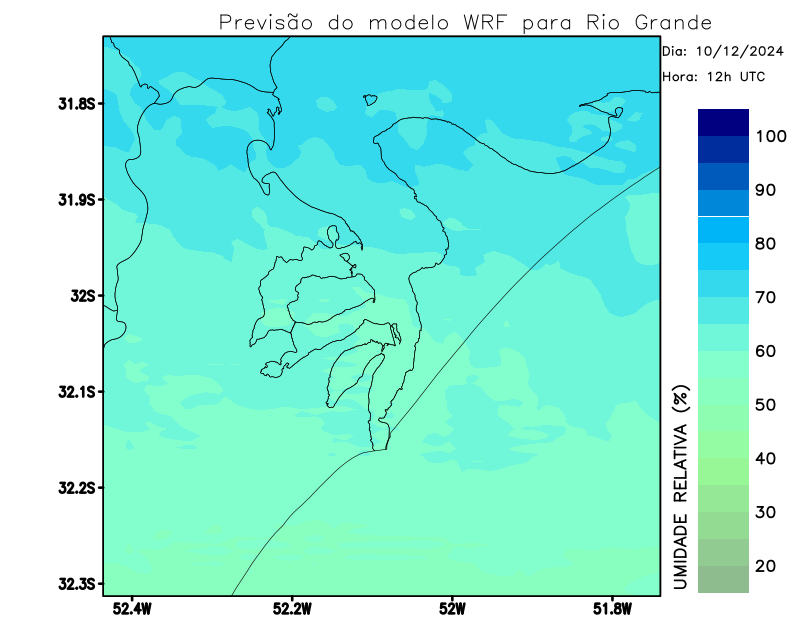 Previsão do modelo WRF para Rio Grande
Dia: 10/12/2024
Hora: 12h UTC
31.8S
31.9S
32S
32.1S
32.2S
32.3S
52.4W
52.2W
52W
51.8W
100
90
80
70
60
50
40
30
20
UMIDADE RELATIVA (%)